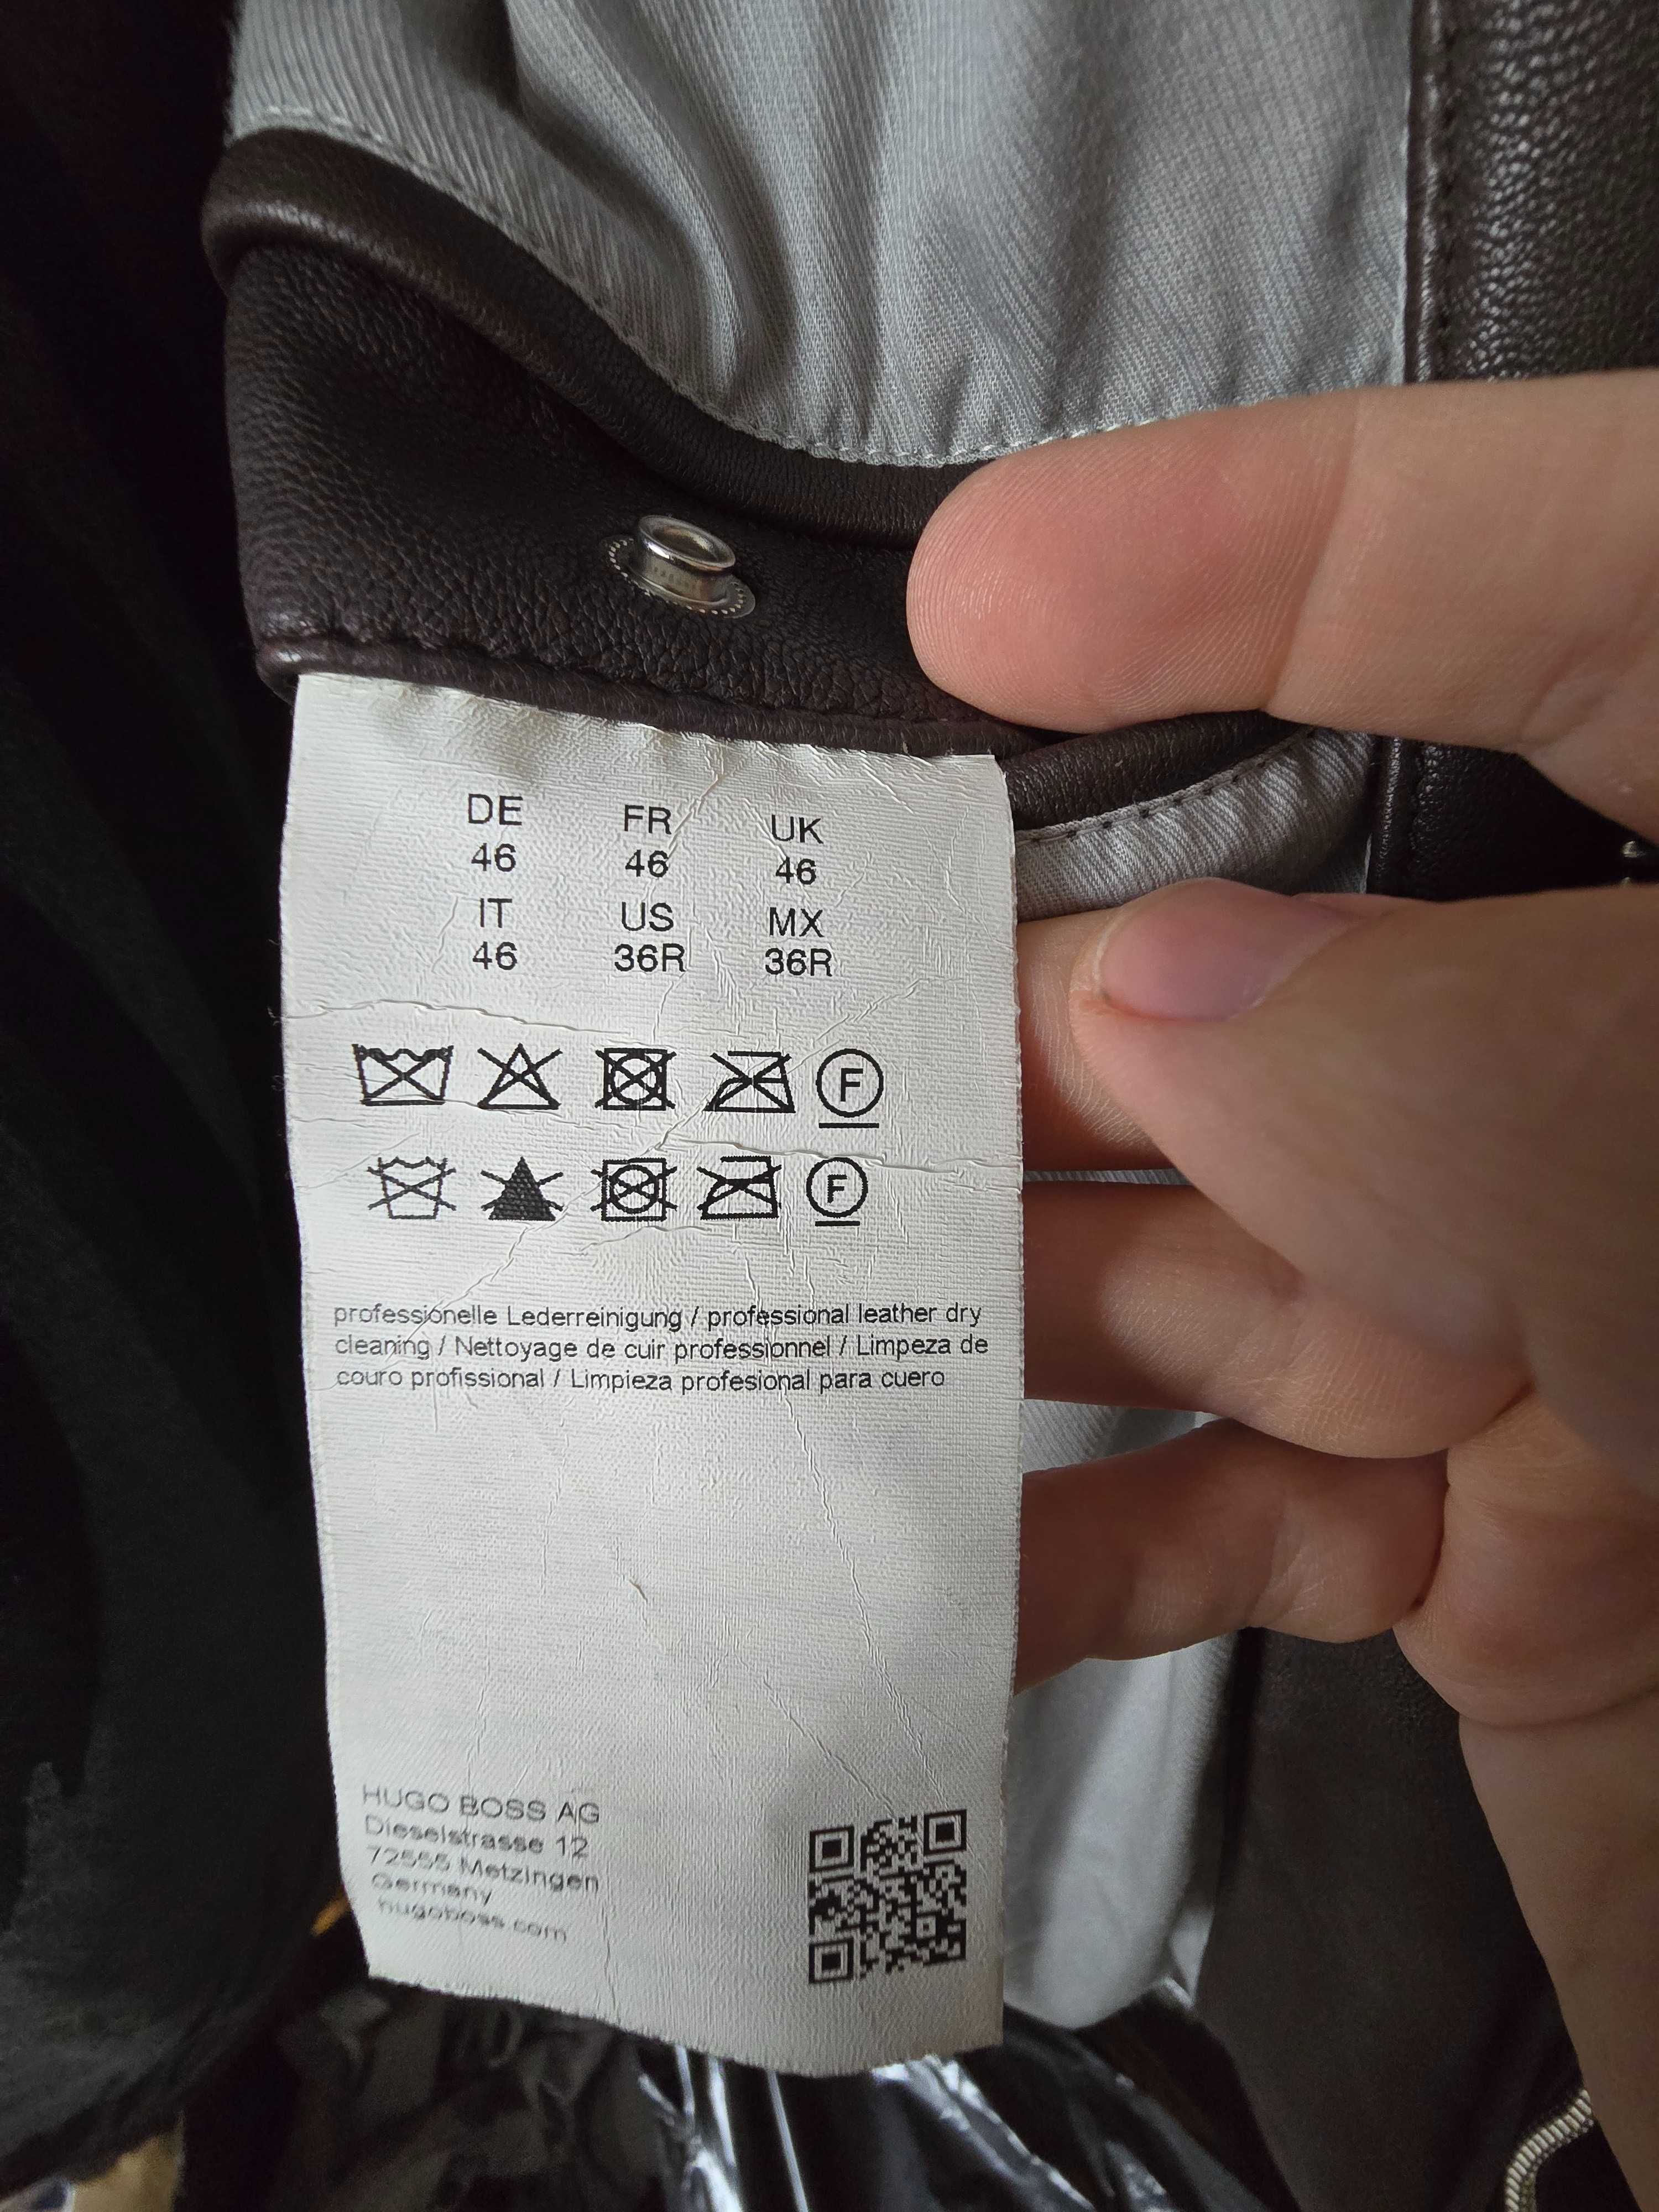 DE FR UK
46 46 46
IT US MX
46 36R 36R
F
F
professionelle Lederreinigung / professional leather dry
cleaning / Nettoyage de cuir professionnel / Limpeza de
couro profissional / Limpieza profesional para cuero
HUGO BOSS AG
Dieselstrasse 12
72555 Metzingen
Germany
hugoboss.com